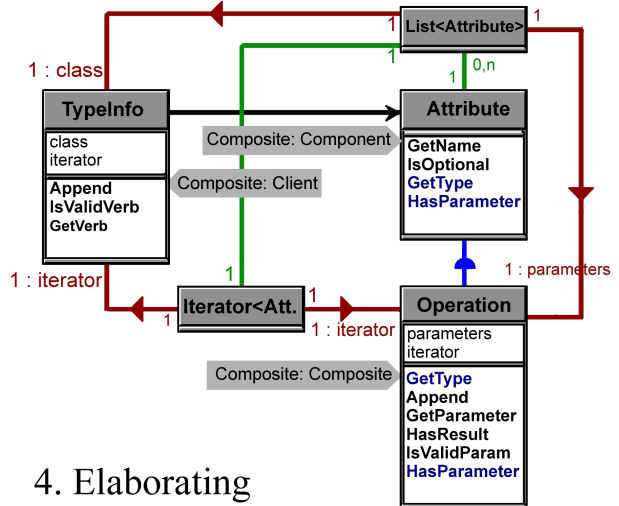 List<Attribute>
1
1
1
0,n
1
1 : class
TypeInfo
class
iterator
Append
IsValidVerb
GetVerb
Attribute
GetName
IsOptional
GetType
HasParameter
Composite: Component
Composite: Client
1 : iterator
1
1
Iterator<Att.
1
1 : iterator
1 : parameters
Operation
parameters
iterator
GetType
Append
GetParameter
HasResult
IsValidParam
HasParameter
Composite: Composite
4. Elaborating